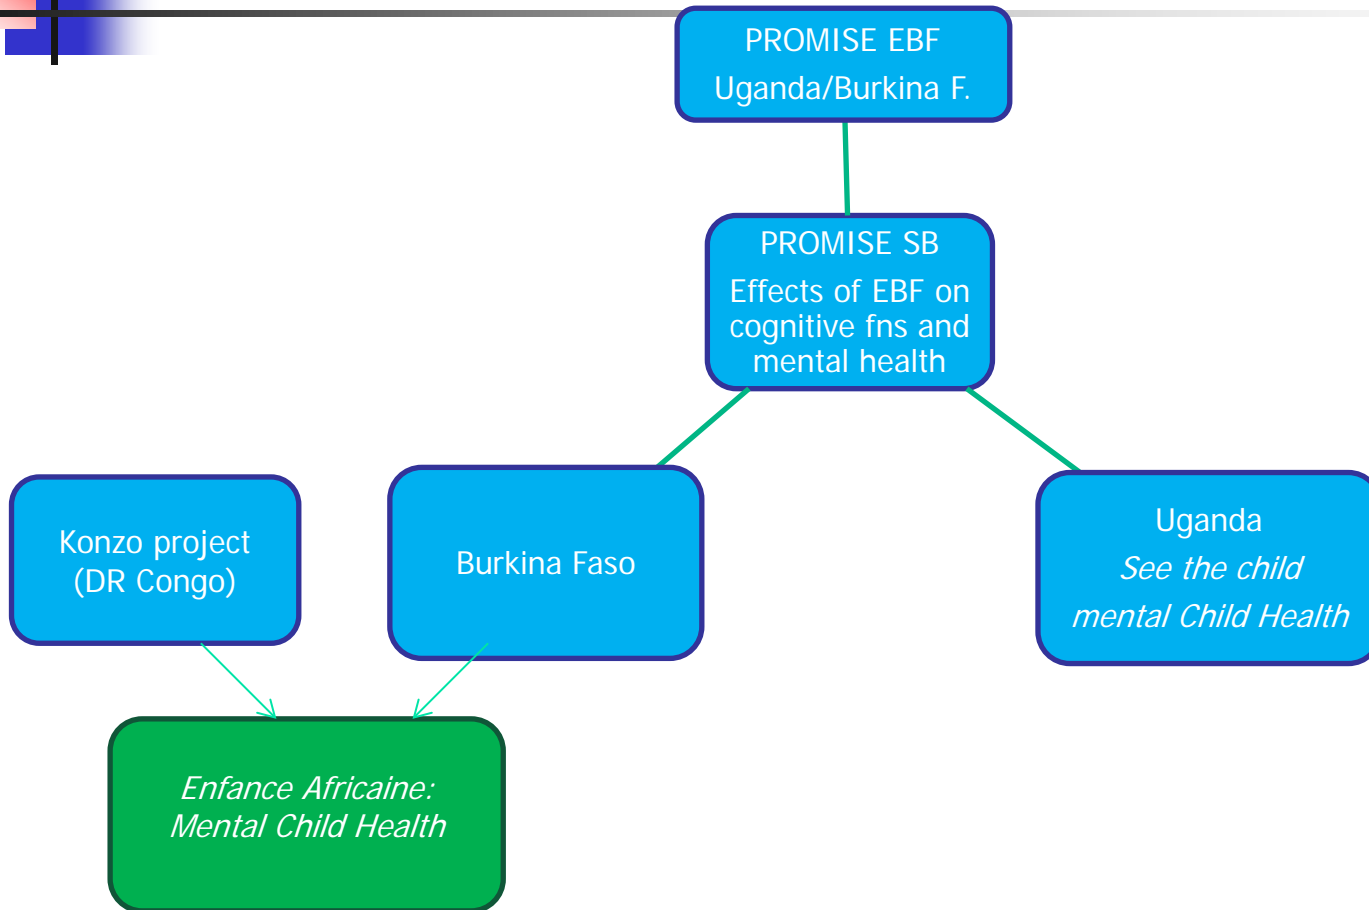 PROMISE EBF
Uganda/Burkina F.
PROMISE SB
Effects of EBF on
cognitive fns and
mental health
Konzo project
(DR Congo)
Burkina Faso
Uganda
See the child
mental Child Health
Enfance Africaine:
Mental Child Health